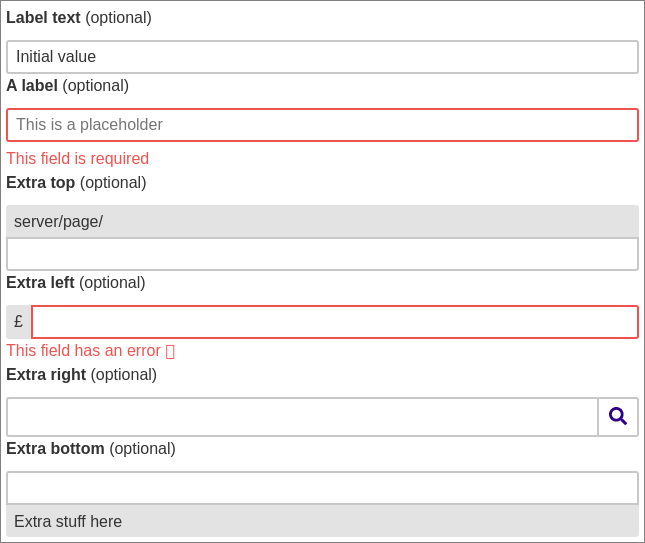 Label text (optional)
Initial value
A label (optional)
This is a placeholder
This field is required
Extra top (optional)
server/page/
Extra left (optional)
£
This field has an error
Extra right (optional)
Extra bottom (optional)
Extra stuff here